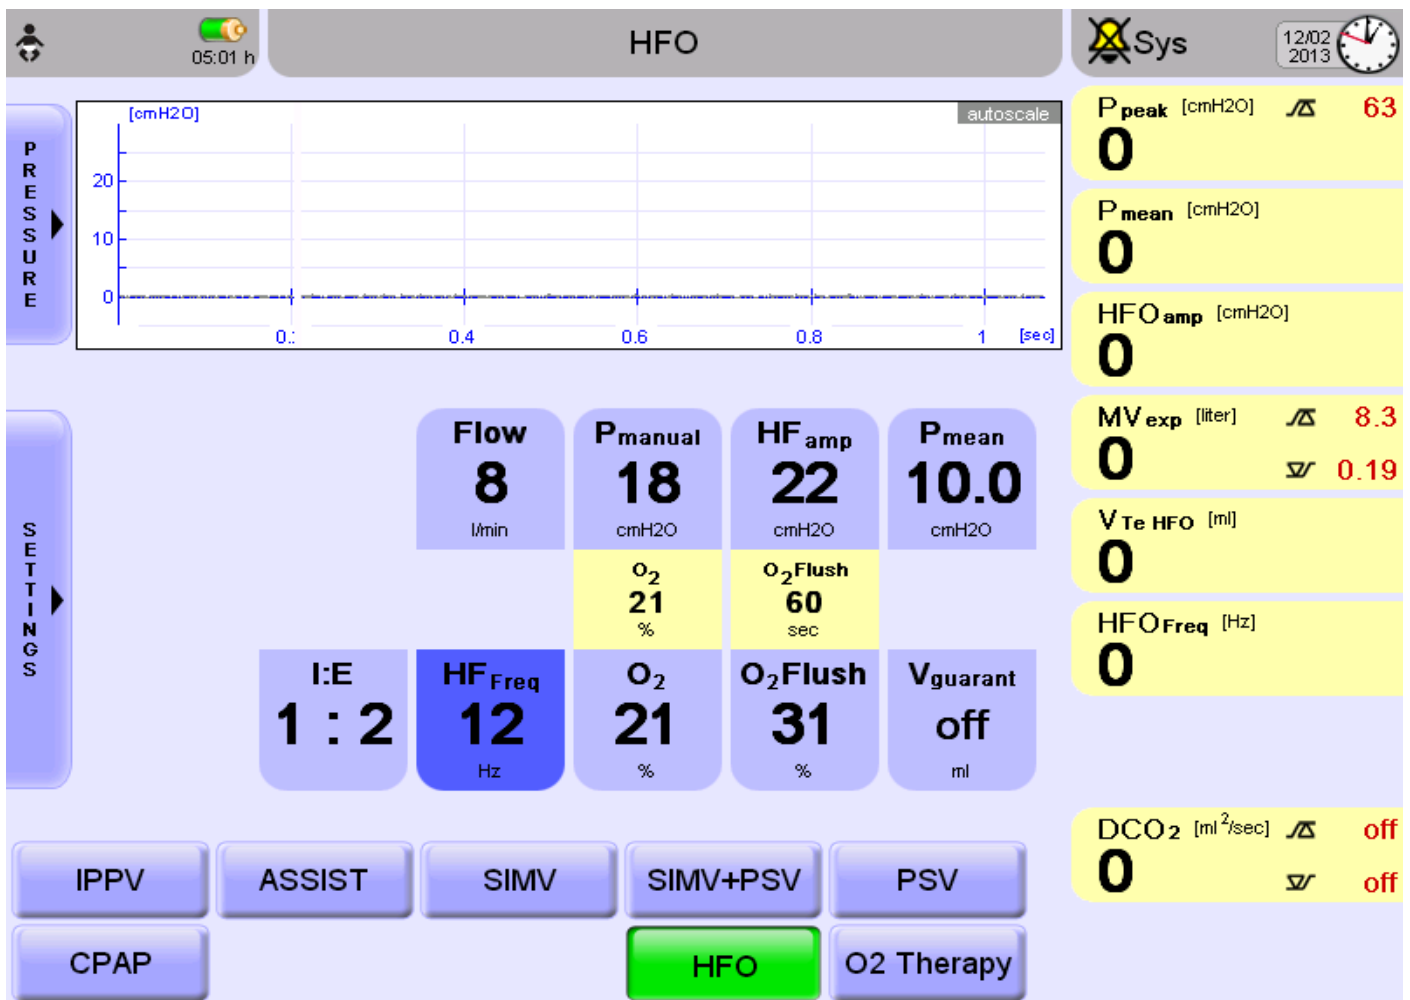 05:01 h
HFO
Sys
12/02
2013
PRESSURE
[cmH2O]
autoscale
20
10
0
0.:
0.4
0.6
0.8
1
[sec]
P peak [cmH2O] 63
0
P mean [cmH2O]
0
HFO amp [cmH2O]
0
MV exp [liter] 8.3
0 0.19
V Te HFO [ml]
0
HFO Freq [Hz]
0
DCO2 [ml2/sec] off
0 off
SETTINGS
Flow
8
l/min
Pmanual
18
cmH2O
HFamp
22
cmH2O
Pmean
10.0
cmH2O
O2
21
%
O2Flush
60
sec
I:E
1 : 2
HFFreq
12
Hz
O2
21
%
O2Flush
31
%
Vguarant
off
ml
IPPV
ASSIST
SIMV
SIMV+PSV
PSV
CPAP
HFO
O2 Therapy